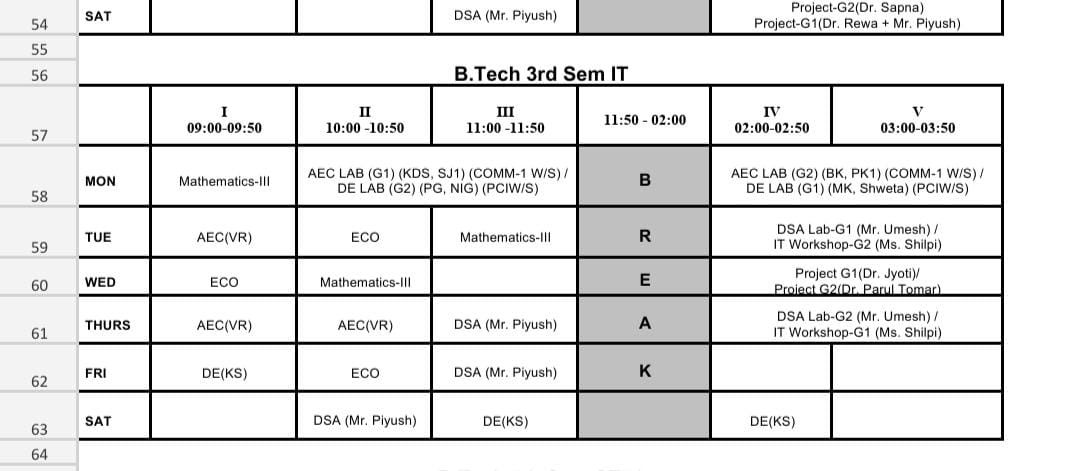 54 SAT DSA (Mr. Piyush) Project-G2(Dr. Sapna)
Project-G1(Dr. Rewa + Mr. Piyush)
55
56 B.Tech 3rd Sem IT
57 I II III 11:50 - 02:00 IV V
09:00-09:50 10:00 -10:50 11:00 -11:50 02:00-02:50 03:00-03:50
58 MON Mathematics-III AEC LAB (G1) (KDS, SJ1) (COMM-1 W/S) / B AEC LAB (G2) (BK, PK1) (COMM-1 W/S) /
DE LAB (G2) (PG, NIG) (PCIW/S) DE LAB (G1) (MK, Shweta) (PCIW/S)
59 TUE AEC(VR) ECO Mathematics-III R DSA Lab-G1 (Mr. Umesh) /
IT Workshop-G2 (Ms. Shilpi)
60 WED ECO Mathematics-III E Project G1(Dr. Jyoti)/
Project G2(Dr. Parul Tomar)
61 THURS AEC(VR) AEC(VR) DSA (Mr. Piyush) A DSA Lab-G2 (Mr. Umesh) /
IT Workshop-G1 (Ms. Shilpi)
62 FRI DE(KS) ECO DSA (Mr. Piyush) K
63 SAT DSA (Mr. Piyush) DE(KS) DE(KS)
64